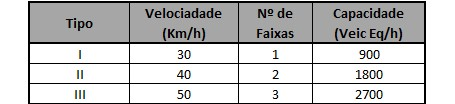 Tipo Velociadade (Km/h) Nº de Faixas Capacidade (Veic Eq/h)
I 30 1 900
II 40 2 1800
III 50 3 2700